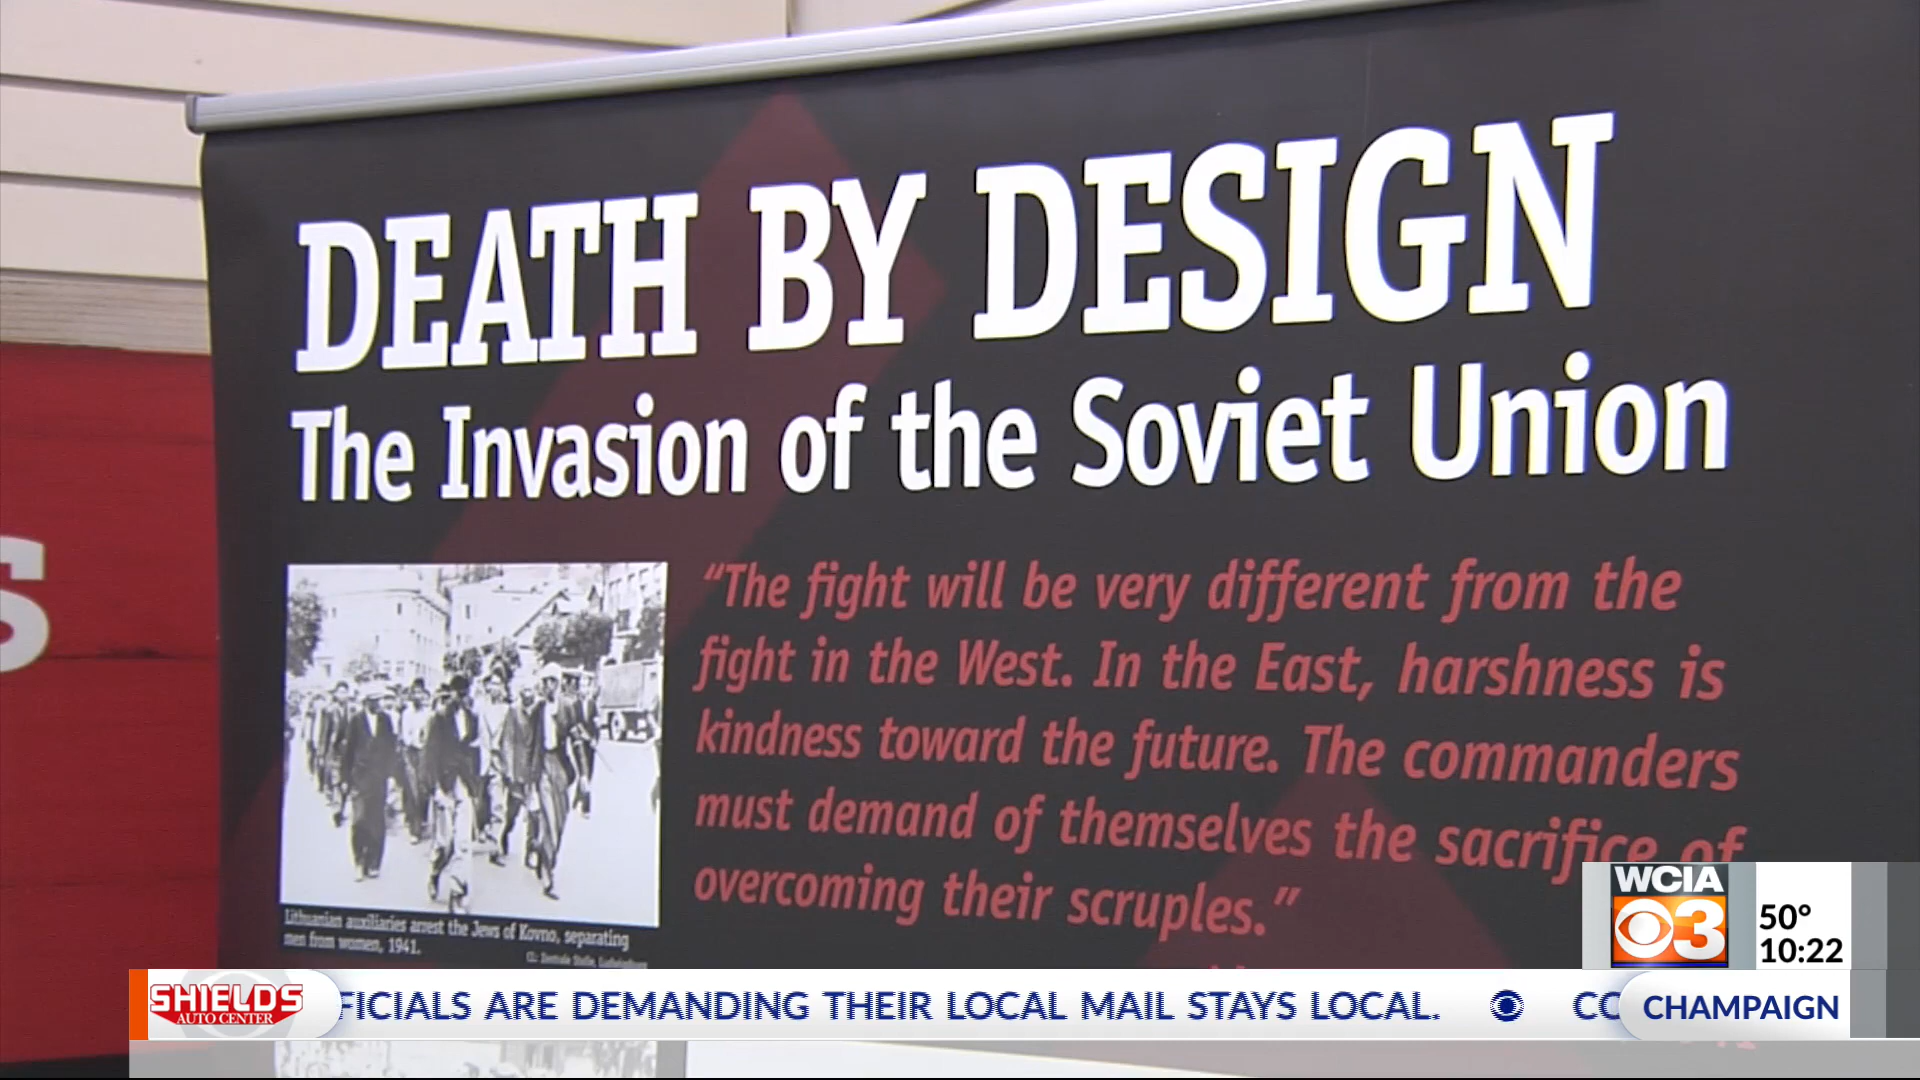 DEATH BY DESIGN
The Invasion of the Soviet Union
S
“The fight will be very different from the
fight in the West. In the East, harshness is
kindness toward the future. The commanders
must demand of themselves the sacrifice of
overcoming their scruples.”
Lithuanian auxiliaries arrest the Jews of Kovno, separating
men from women, 1941.
WCIA
3
50°
10:22
SHIELDS
AUTO CENTER
FICIALS ARE DEMANDING THEIR LOCAL MAIL STAYS LOCAL. CO
CHAMPAIGN